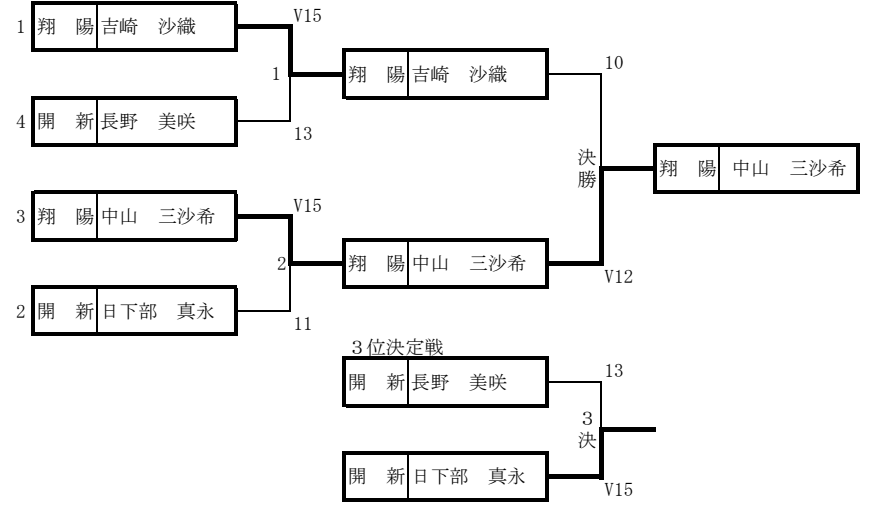 V15
1 翔　陽 吉崎　沙織
1 翔　陽 吉崎　沙織 10
4 開　新 長野　美咲
13
決勝
翔　陽 中山　三沙希
V15
3 翔　陽 中山　三沙希
2 翔　陽 中山　三沙希
V12
2 開　新 日下部　真永
11
３位決定戦
開　新 長野　美咲 13
３決
開　新 日下部　真永
V15